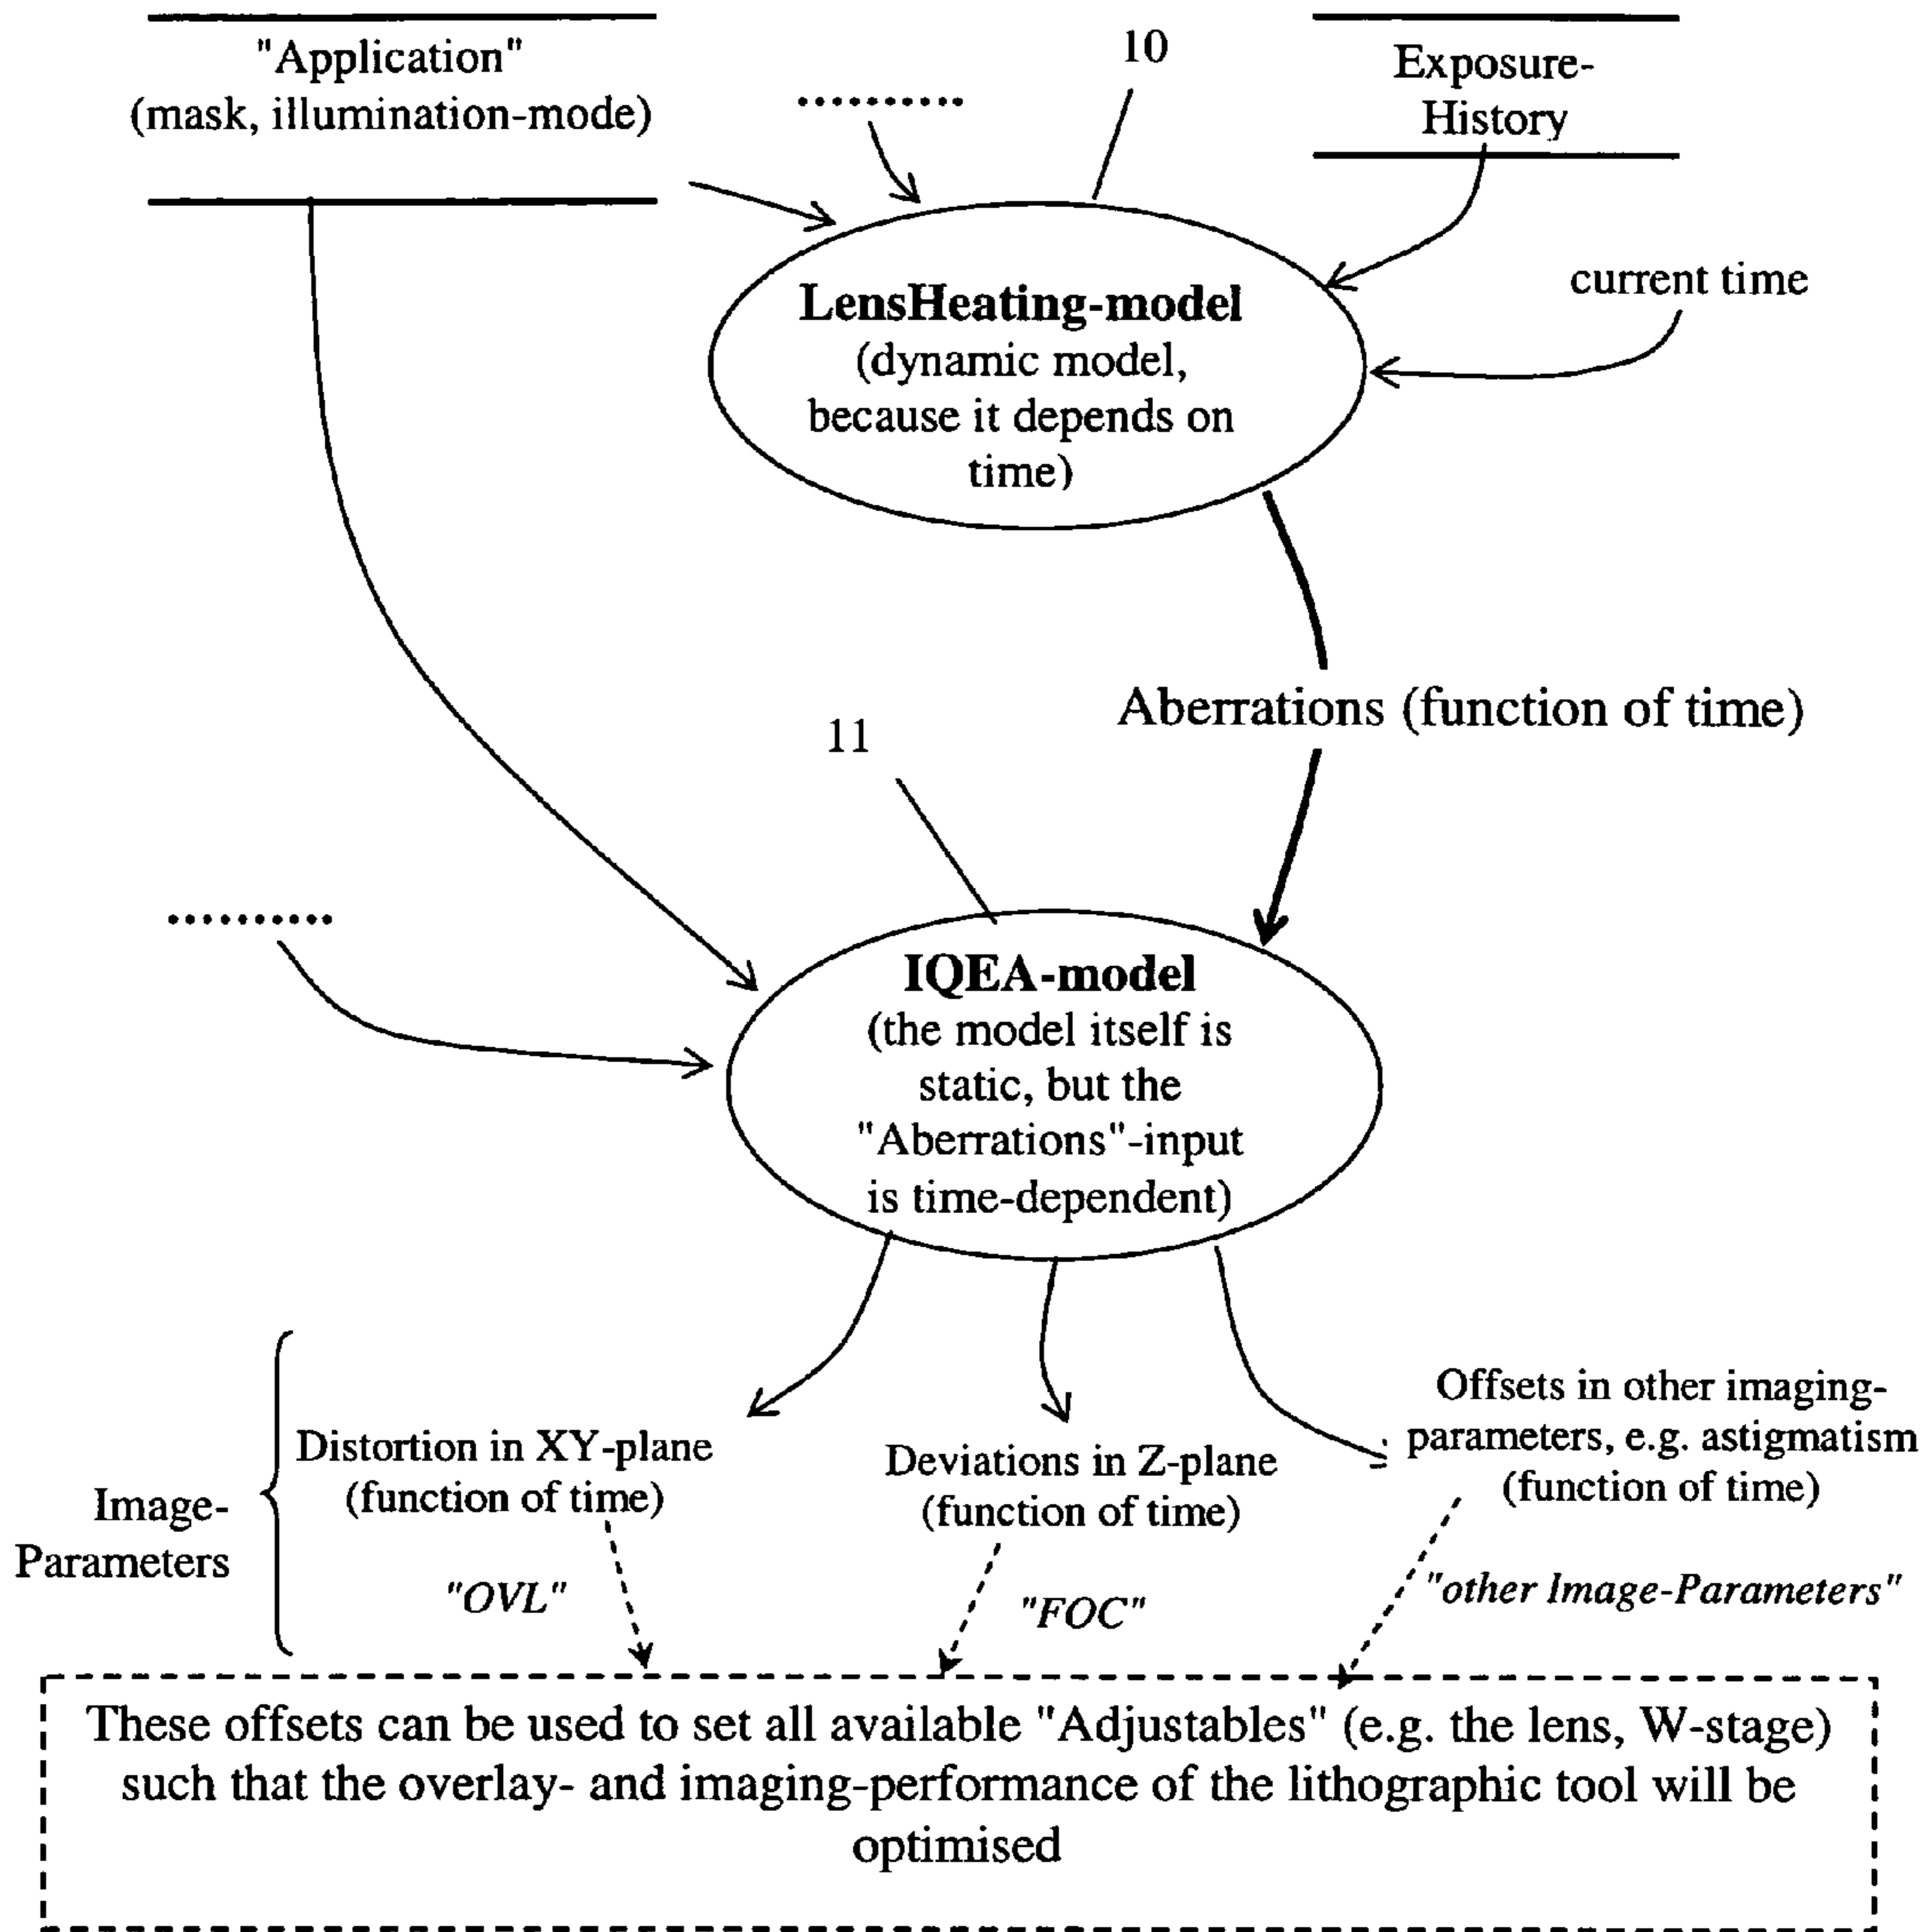 "Application"
(mask, illumination-mode)
..........
10
Exposure-
History
current time
LensHeating-model
(dynamic model,
because it depends on
time)
Aberrations (function of time)
11
..........
IQEA-model
(the model itself is
static, but the
"Aberrations"-input
is time-dependent)
Image-
Parameters
Distortion in XY-plane
(function of time)
Deviations in Z-plane
(function of time)
Offsets in other imaging-
parameters, e.g. astigmatism
(function of time)
"OVL"
"FOC"
"other Image-Parameters"
These offsets can be used to set all available "Adjustables" (e.g. the lens, W-stage)
such that the overlay- and imaging-performance of the lithographic tool will be
optimised